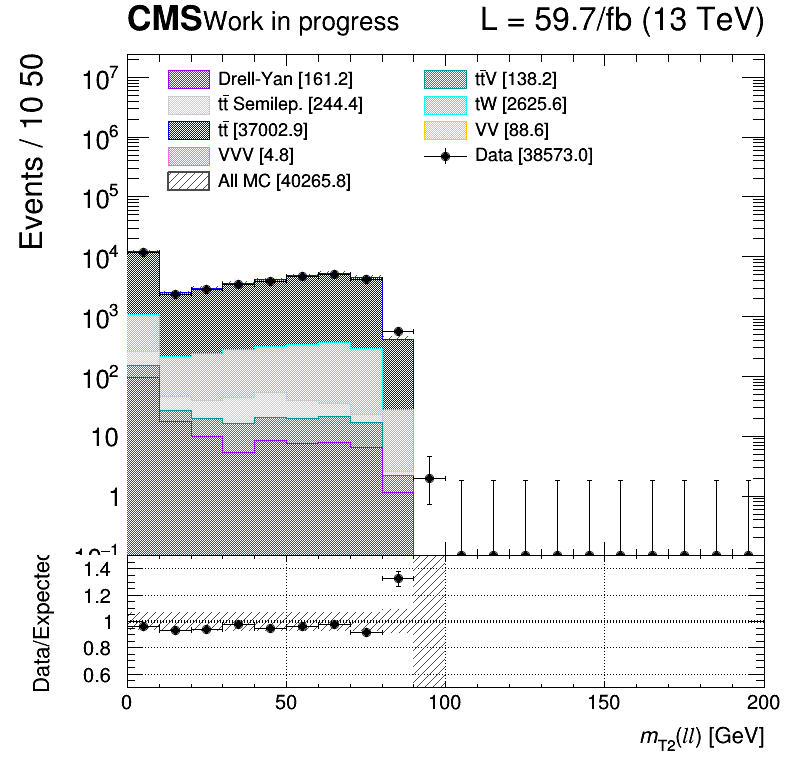 CMS Work in progress L = 59.7/fb (13 TeV)
Events / 10 50
10⁷
10⁶
10⁵
10⁴
10³
10²
10
1
10⁻¹
Drell-Yan [161.2]
tt̄ Semilep. [244.4]
tt̄ [37002.9]
VVV [4.8]
All MC [40265.8]
tt̄V [138.2]
tW [2625.6]
VV [88.6]
Data [38573.0]
Data/Expected
1.4
1.2
1
0.8
0.6
0 50 100 150 200
m_T2(ll) [GeV]